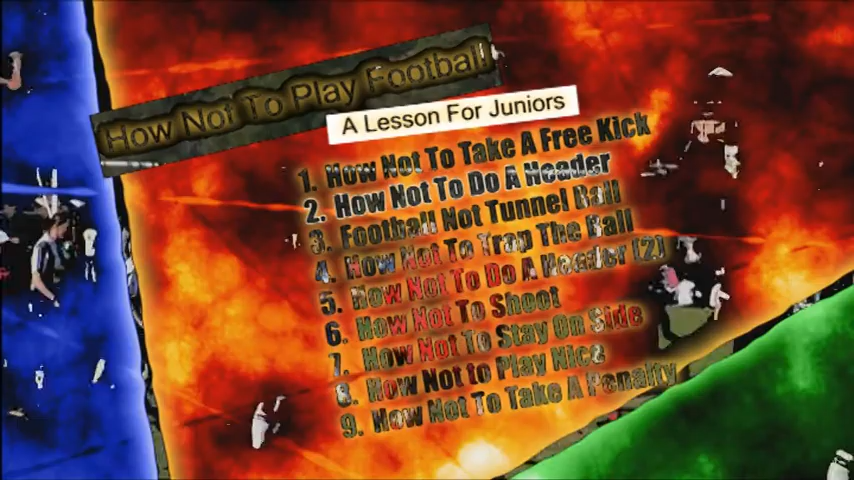 How Not To Play Football
A Lesson For Juniors
1. How Not To Take A Free Kick
2. How Not To Do A Header
3. Football Not Tunnel Ball
4. How Not To Trap The Ball
5. How Not To Do A Header (2)
6. How Not To Shoot
7. How Not To Stay On Side
8. How Not to Play Nice
9. How Not To Take A Penalty